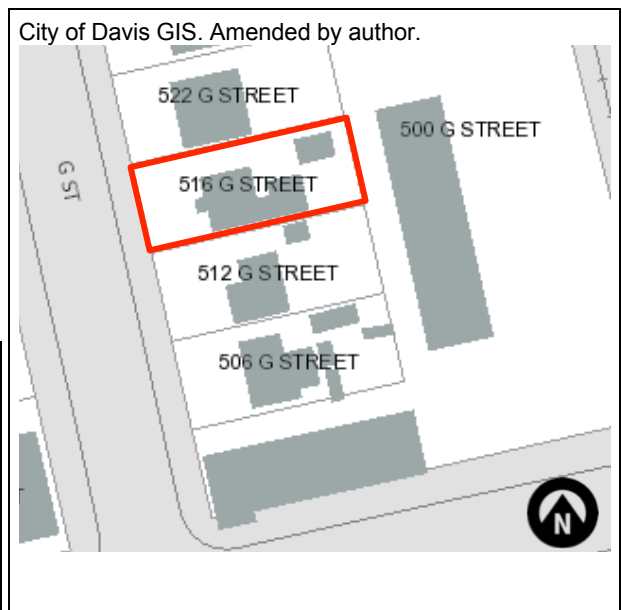 City of Davis GIS. Amended by author.
522 G STREET
500 G STREET
G ST
516 G STREET
512 G STREET
506 G STREET
N